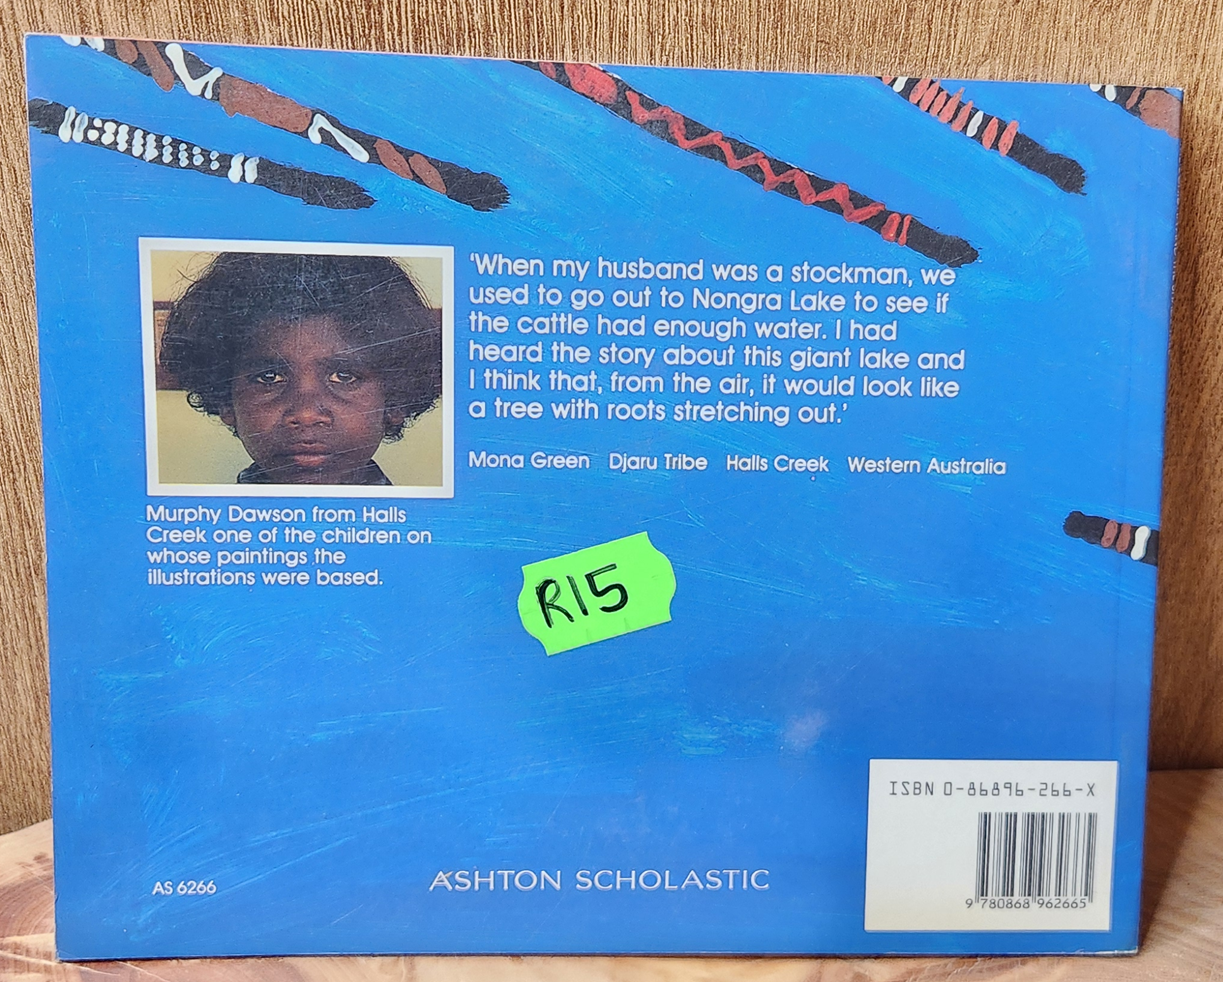 ‘When my husband was a stockman, we
used to go out to Nongra Lake to see if
the cattle had enough water. I had
heard the story about this giant lake and
I think that, from the air, it would look like
a tree with roots stretching out.’
Mona Green Djaru Tribe Halls Creek Western Australia
Murphy Dawson from Halls
Creek one of the children on
whose paintings the
illustrations were based.
R15
ISBN 0-86896-266-X
9 780868 962665
AS 6266
ASHTON SCHOLASTIC